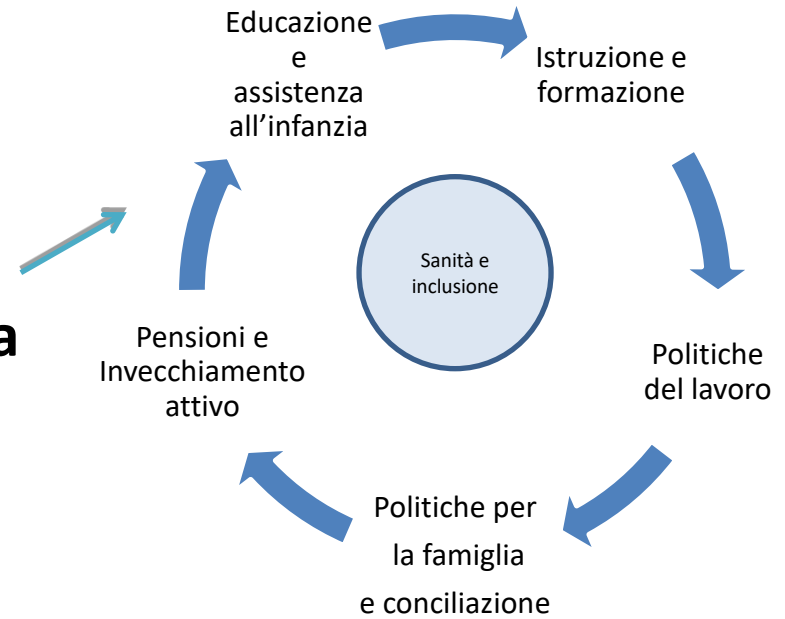 Educazione
e
assistenza
all’infanzia
Istruzione e
formazione
Sanità e
inclusione
Politiche
del lavoro
Politiche per
la famiglia
e conciliazione
Pensioni e
Invecchiamento
attivo
a